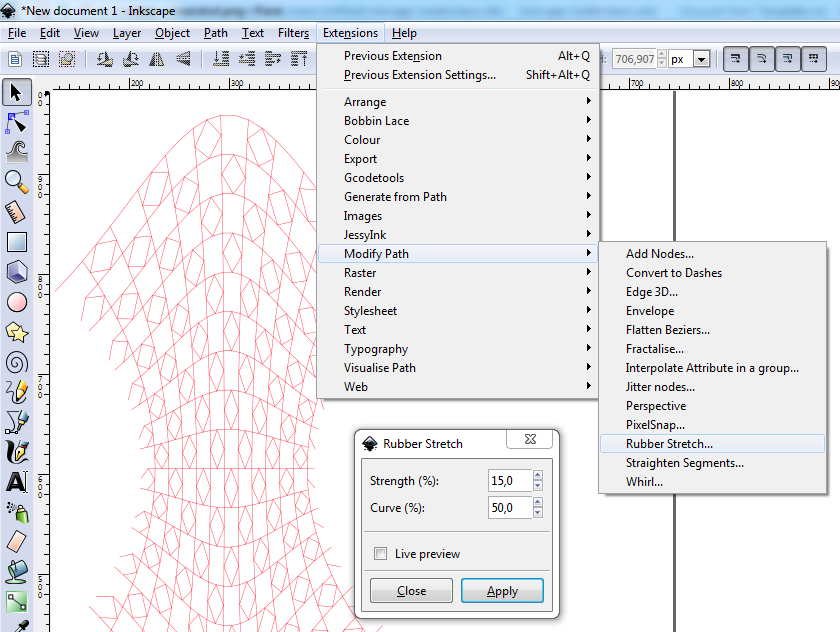 *New document 1 - Inkscape
File Edit View Layer Object Path Text Filters Extensions Help
706,907 px
200 300 700 800
Previous Extension Alt+Q
Previous Extension Settings... Shift+Alt+Q
Arrange
Bobbin Lace
Colour
Export
Gcodetools
Generate from Path
Images
JessyInk
Modify Path
Raster
Render
Stylesheet
Text
Typography
Visualise Path
Web
Add Nodes...
Convert to Dashes
Edge 3D...
Envelope
Flatten Beziers...
Fractalise...
Interpolate Attribute in a group...
Jitter nodes...
Perspective
PixelSnap...
Rubber Stretch...
Straighten Segments...
Whirl...
Rubber Stretch
Strength (%): 15,0
Curve (%): 50,0
Live preview
Close Apply